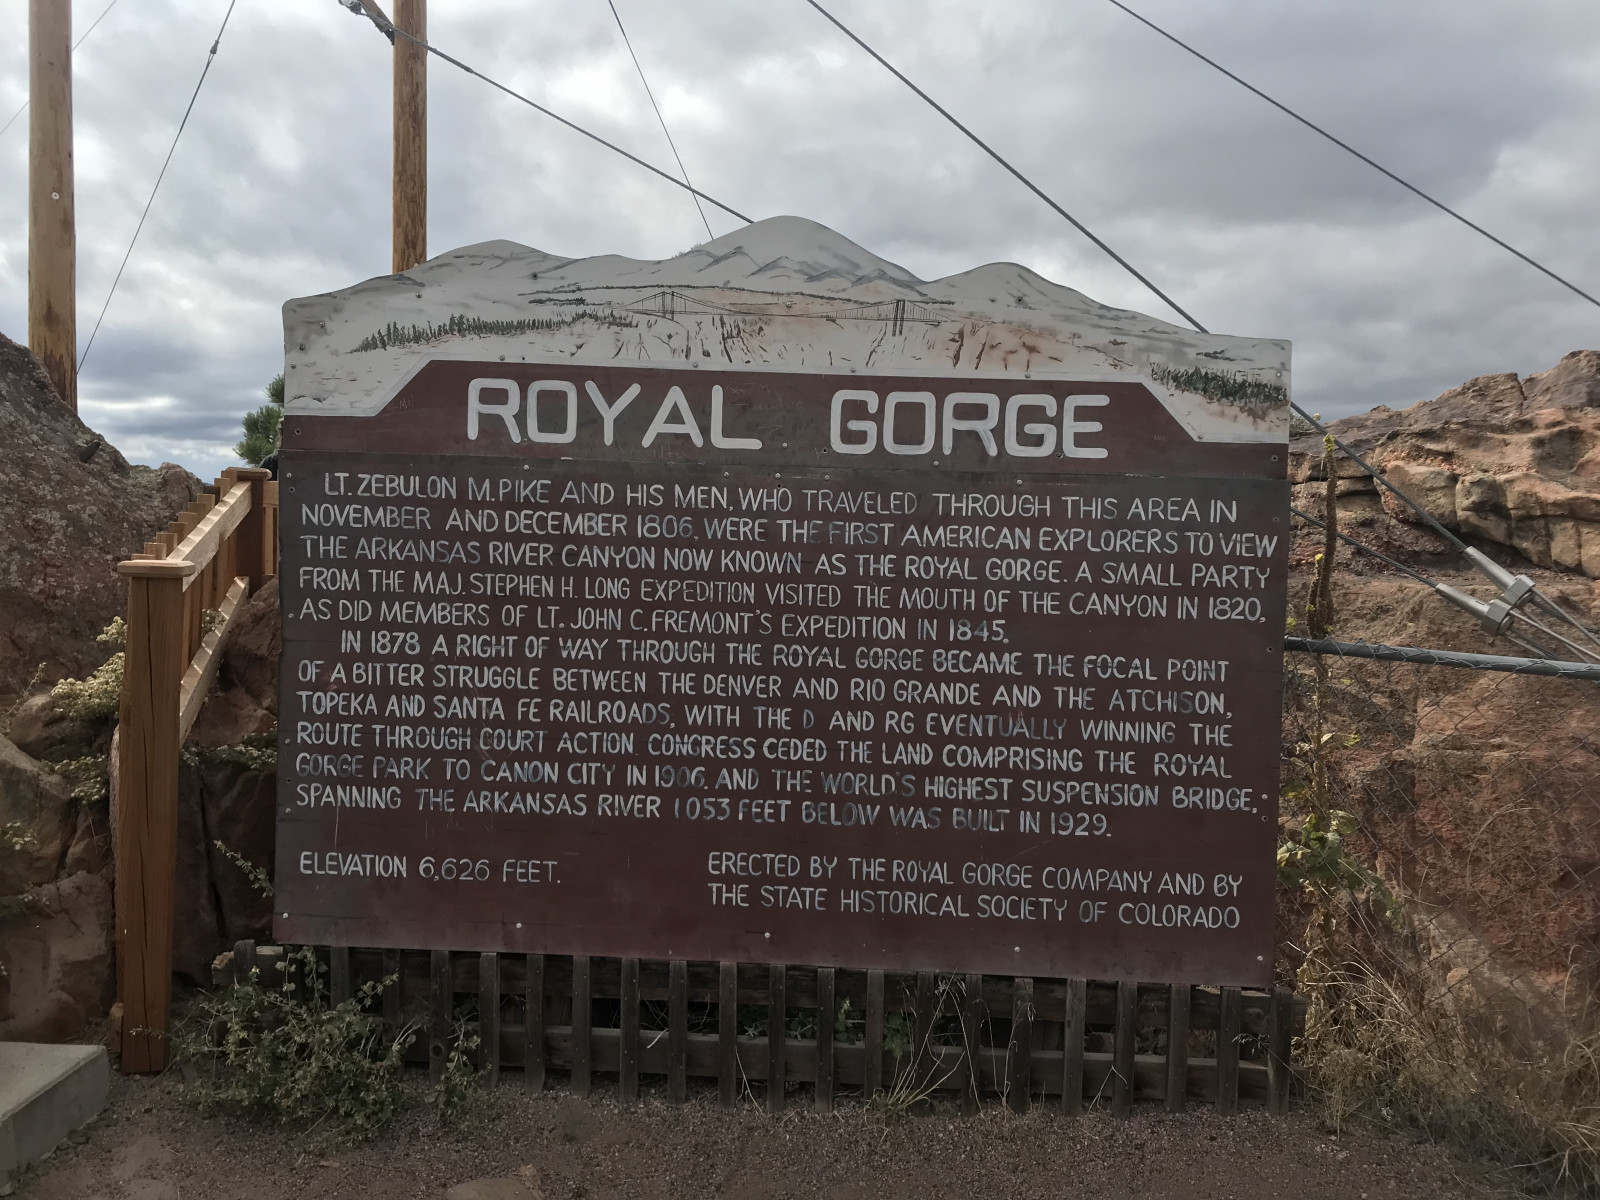 ROYAL GORGE
LT. ZEBULON M. PIKE AND HIS MEN, WHO TRAVELED THROUGH THIS AREA IN
NOVEMBER AND DECEMBER 1806, WERE THE FIRST AMERICAN EXPLORERS TO VIEW
THE ARKANSAS RIVER CANYON NOW KNOWN AS THE ROYAL GORGE. A SMALL PARTY
FROM THE MAJ. STEPHEN H. LONG EXPEDITION VISITED THE MOUTH OF THE CANYON IN 1820,
AS DID MEMBERS OF LT. JOHN C. FREMONT'S EXPEDITION IN 1845.
IN 1878 A RIGHT OF WAY THROUGH THE ROYAL GORGE BECAME THE FOCAL POINT
OF A BITTER STRUGGLE BETWEEN THE DENVER AND RIO GRANDE AND THE ATCHISON,
TOPEKA AND SANTA FE RAILROADS, WITH THE D AND RG EVENTUALLY WINNING THE
ROUTE THROUGH COURT ACTION. CONGRESS CEDED THE LAND COMPRISING THE ROYAL
GORGE PARK TO CANON CITY IN 1906, AND THE WORLD'S HIGHEST SUSPENSION BRIDGE,
SPANNING THE ARKANSAS RIVER 1053 FEET BELOW WAS BUILT IN 1929.
ELEVATION 6,626 FEET.
ERECTED BY THE ROYAL GORGE COMPANY AND BY
THE STATE HISTORICAL SOCIETY OF COLORADO